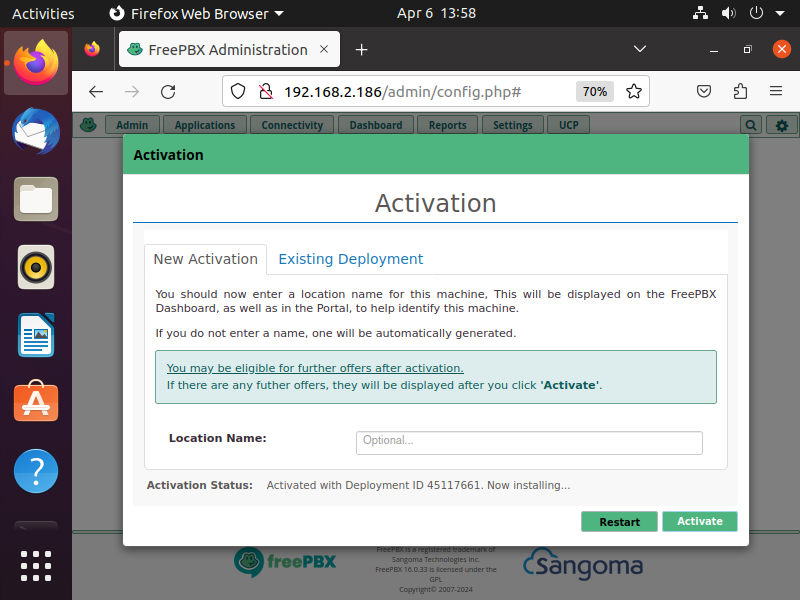 Activities
Firefox Web Browser
Apr 6 13:58
FreePBX Administration
192.168.2.186/admin/config.php#
70%
Admin
Applications
Connectivity
Dashboard
Reports
Settings
UCP
Activation
Activation
New Activation
Existing Deployment
You should now enter a location name for this machine, This will be displayed on the FreePBX
Dashboard, as well as in the Portal, to help identify this machine.
If you do not enter a name, one will be automatically generated.
You may be eligible for further offers after activation.
If there are any futher offers, they will be displayed after you click 'Activate'.
Location Name:
Optional...
Activation Status: Activated with Deployment ID 45117661. Now installing...
Restart
Activate
freePBX
FreePBX is a registered trademark of
Sangoma Technologies Inc.
FreePBX 16.0.33 is licensed under the
GPL
Copyright© 2007-2024
Sangoma